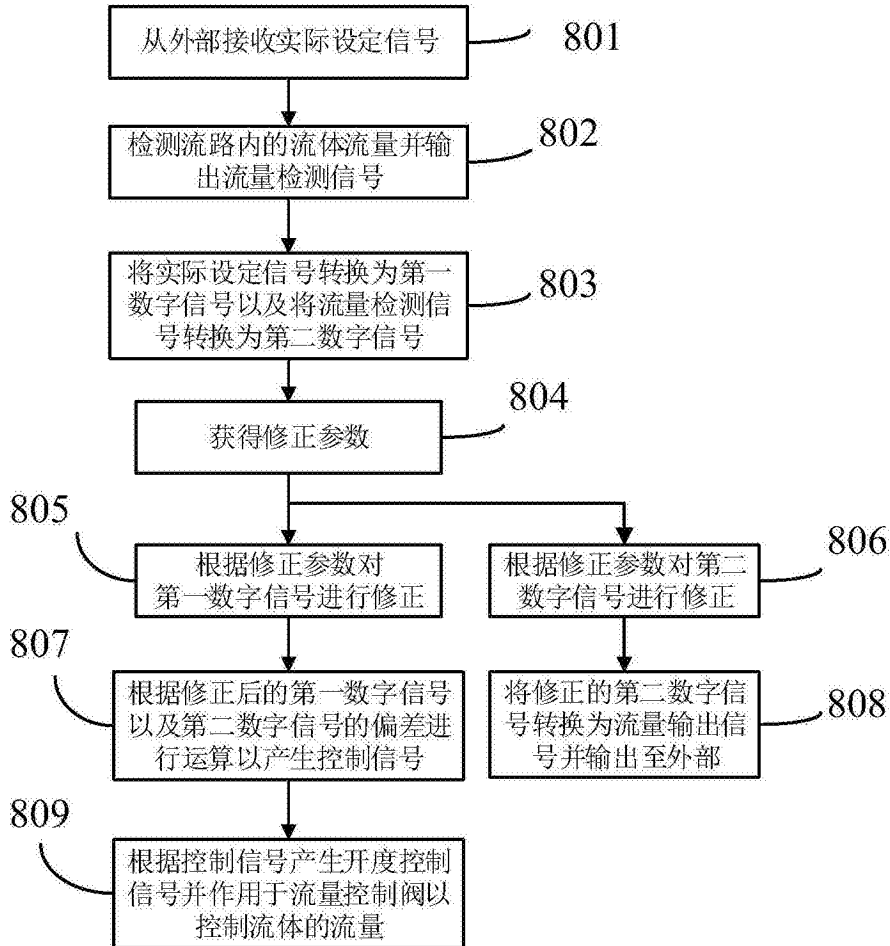 从外部接收实际设定信号
801
检测流路内的流体流量并输
出流量检测信号
802
将实际设定信号转换为第一
数字信号以及将流量检测信
号转换为第二数字信号
803
获得修正参数
804
805
根据修正参数对
第一数字信号进行修正
根据修正参数对第二
数字信号进行修正
806
807
根据修正后的第一数字信号
以及第二数字信号的偏差进
行运算以产生控制信号
将修正的第二数字信
号转换为流量输出信
号并输出至外部
808
809
根据控制信号产生开度控制
信号并作用于流量控制阀以
控制流体的流量